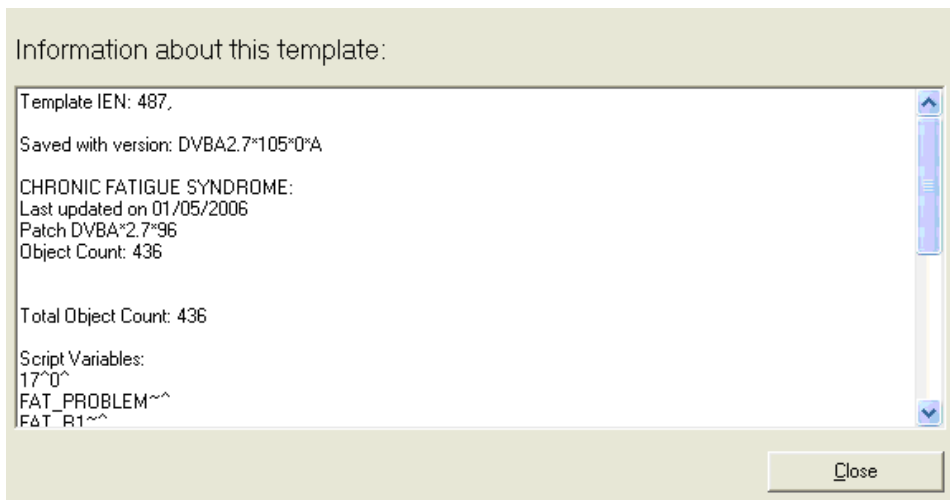 Information about this template:
Template IEN: 487,
Saved with version: DVBA2.7*105*0*A
CHRONIC FATIGUE SYNDROME:
Last updated on 01/05/2006
Patch DVBA*2.7*96
Object Count: 436
Total Object Count: 436
Script Variables:
17^0^
FAT_PROBLEM~^
FAT_R1~^
Close